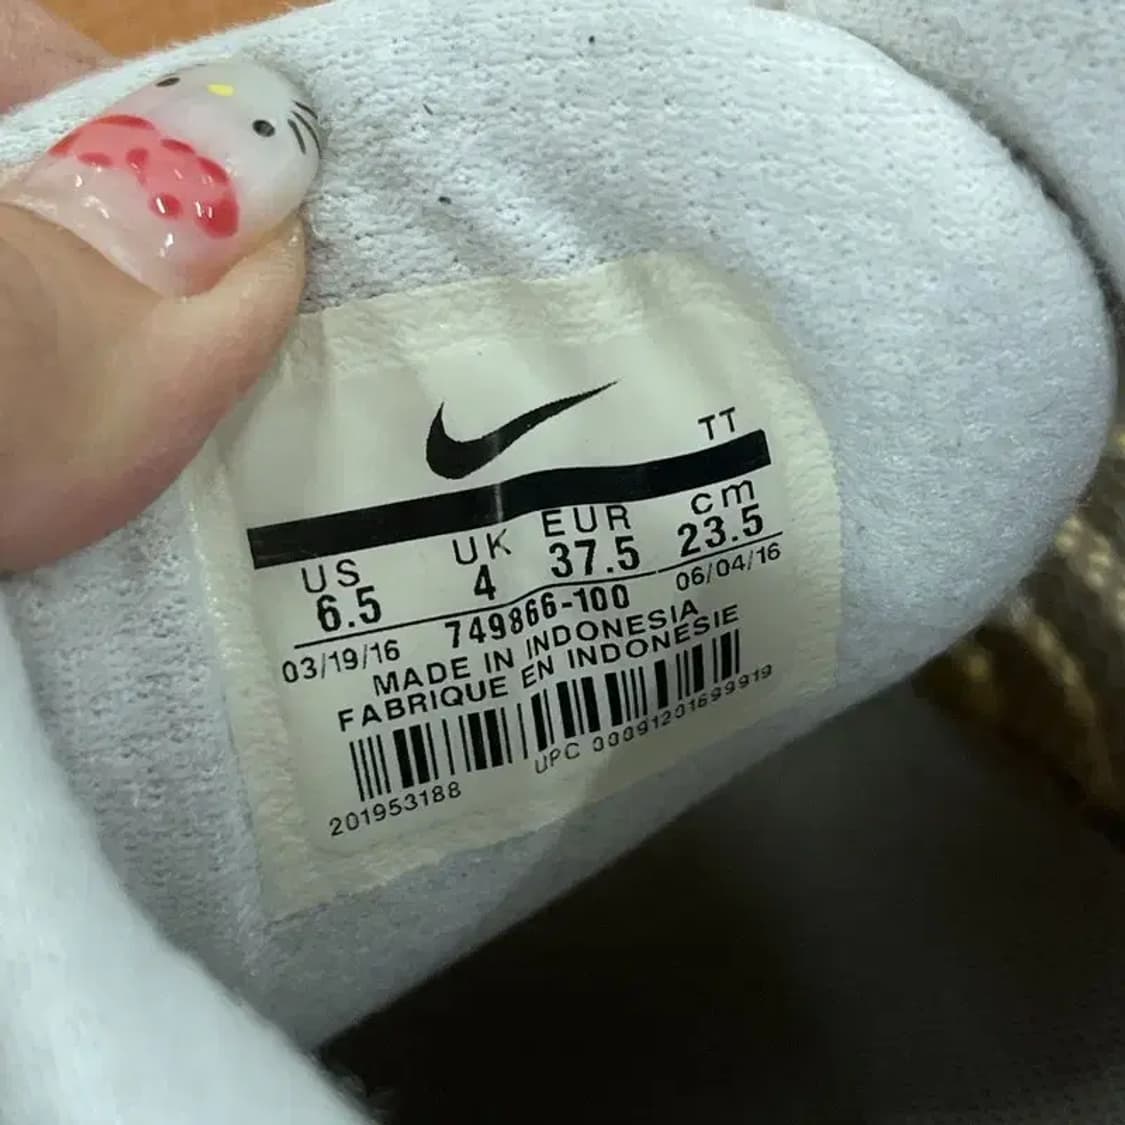 TT
US UK EUR cm
6.5 4 37.5 23.5
03/19/16 749866-100 06/04/16
MADE IN INDONESIA
FABRIQUE EN INDONESIE
201953188 UPC 00091201699919